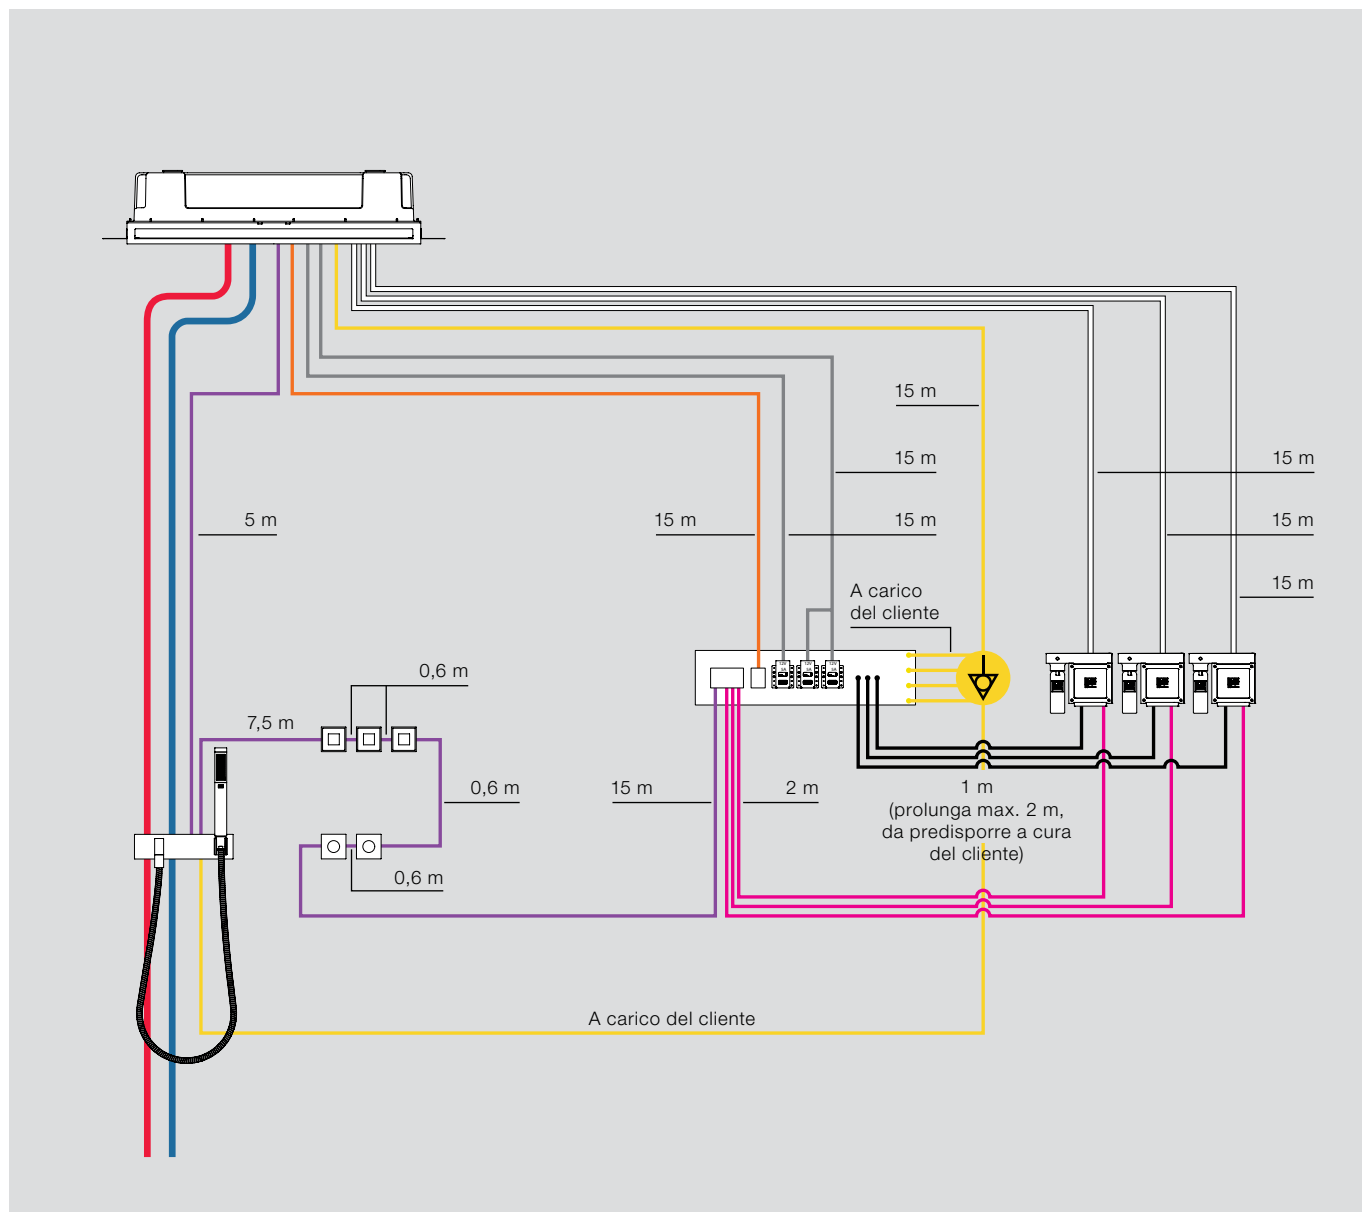 15 m
15 m
15 m
5 m
15 m
15 m
15 m
15 m
A carico
del cliente
0,6 m
7,5 m
0,6 m
15 m
2 m
1 m
(prolunga max. 2 m,
da predisporre a cura
del cliente)
0,6 m
A carico del cliente